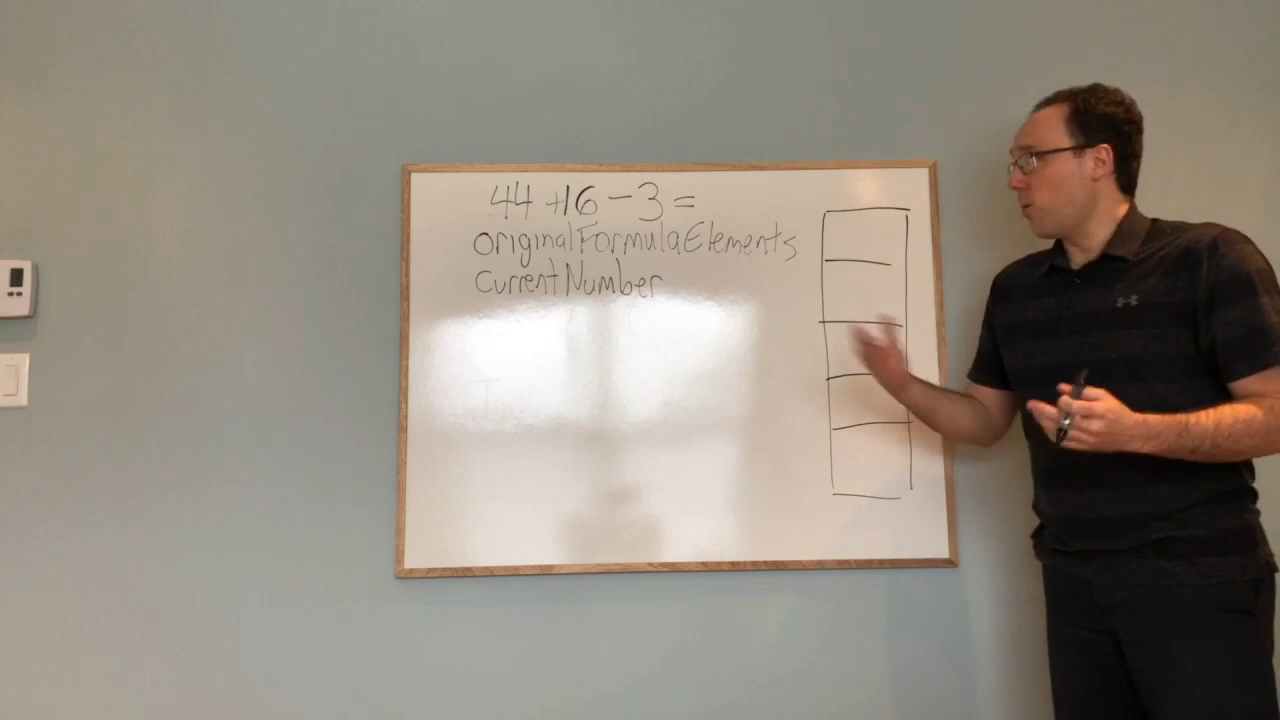 44 + 16 - 3 =
originalFormulaElements
currentNumber